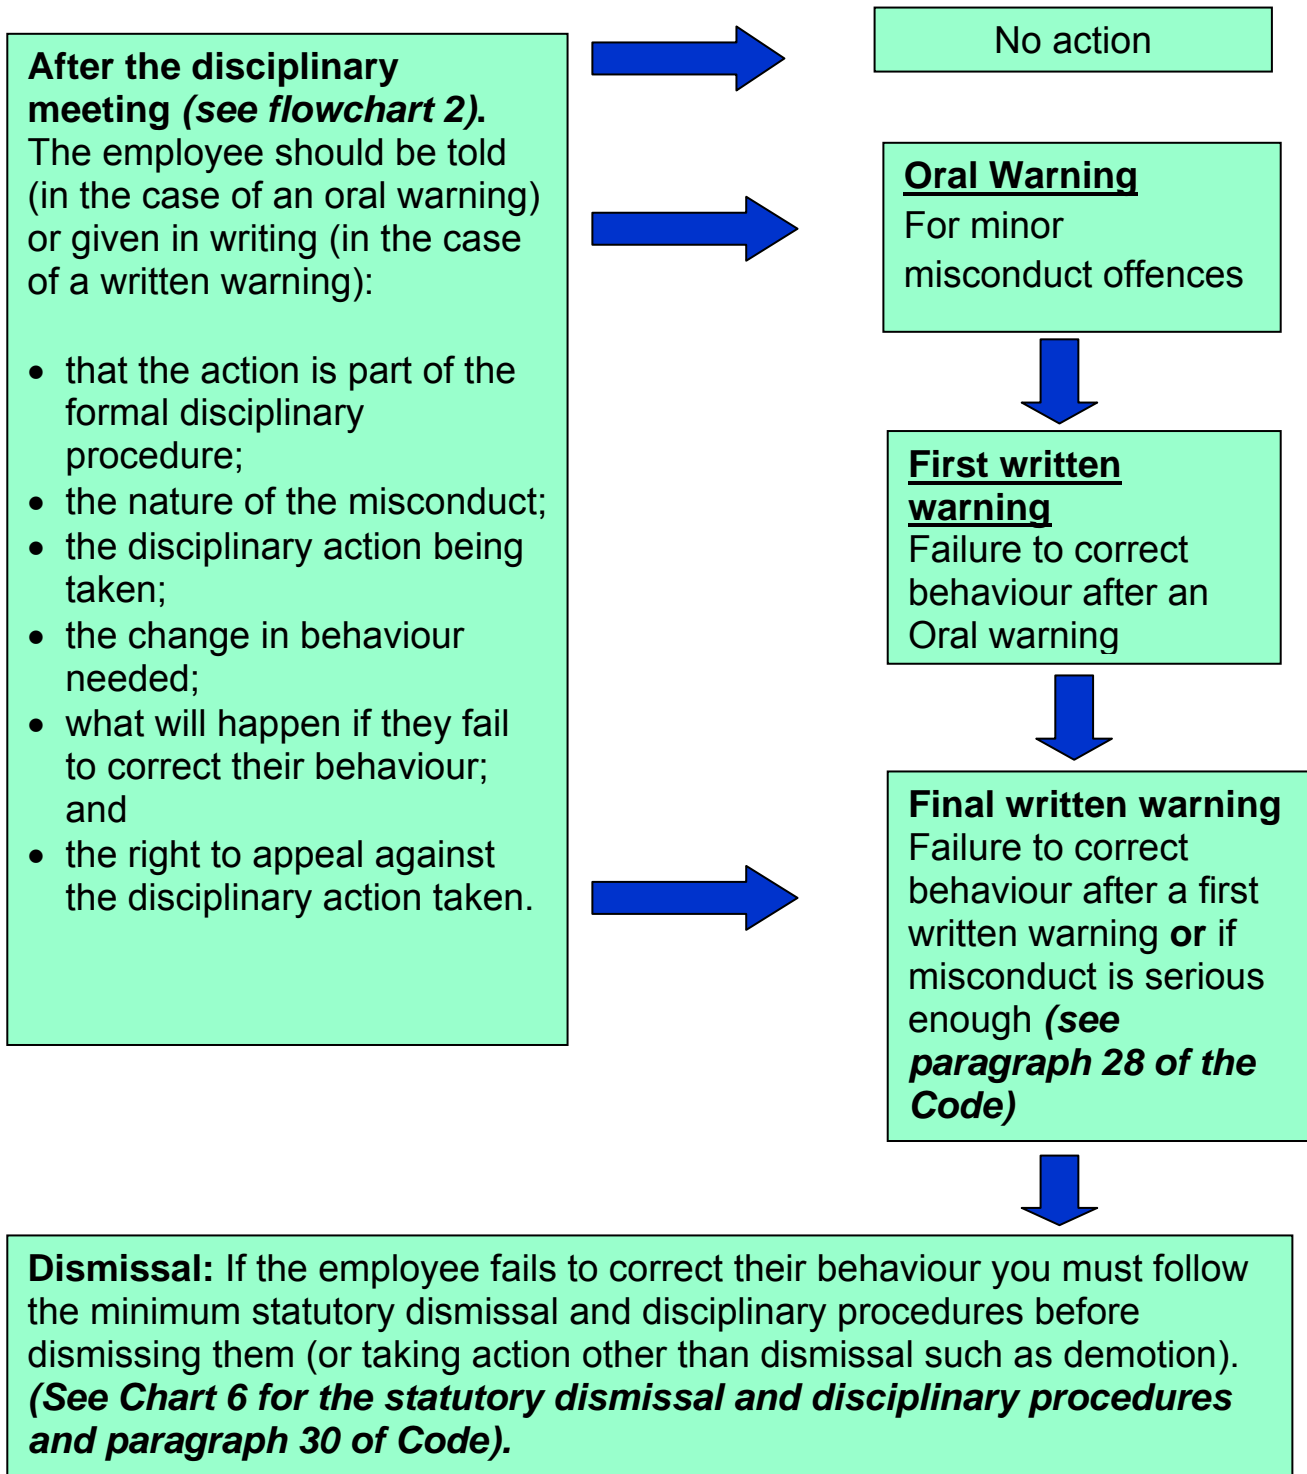 After the disciplinary
meeting (see flowchart 2).
The employee should be told
(in the case of an oral warning)
or given in writing (in the case
of a written warning):
• that the action is part of the
formal disciplinary
procedure;
• the nature of the misconduct;
• the disciplinary action being
taken;
• the change in behaviour
needed;
• what will happen if they fail
to correct their behaviour;
and
• the right to appeal against
the disciplinary action taken.
No action
Oral Warning
For minor
misconduct offences
First written
warning
Failure to correct
behaviour after an
Oral warning
Final written warning
Failure to correct
behaviour after a first
written warning or if
misconduct is serious
enough (see
paragraph 28 of the
Code)
Dismissal: If the employee fails to correct their behaviour you must follow
the minimum statutory dismissal and disciplinary procedures before
dismissing them (or taking action other than dismissal such as demotion).
(See Chart 6 for the statutory dismissal and disciplinary procedures
and paragraph 30 of Code).